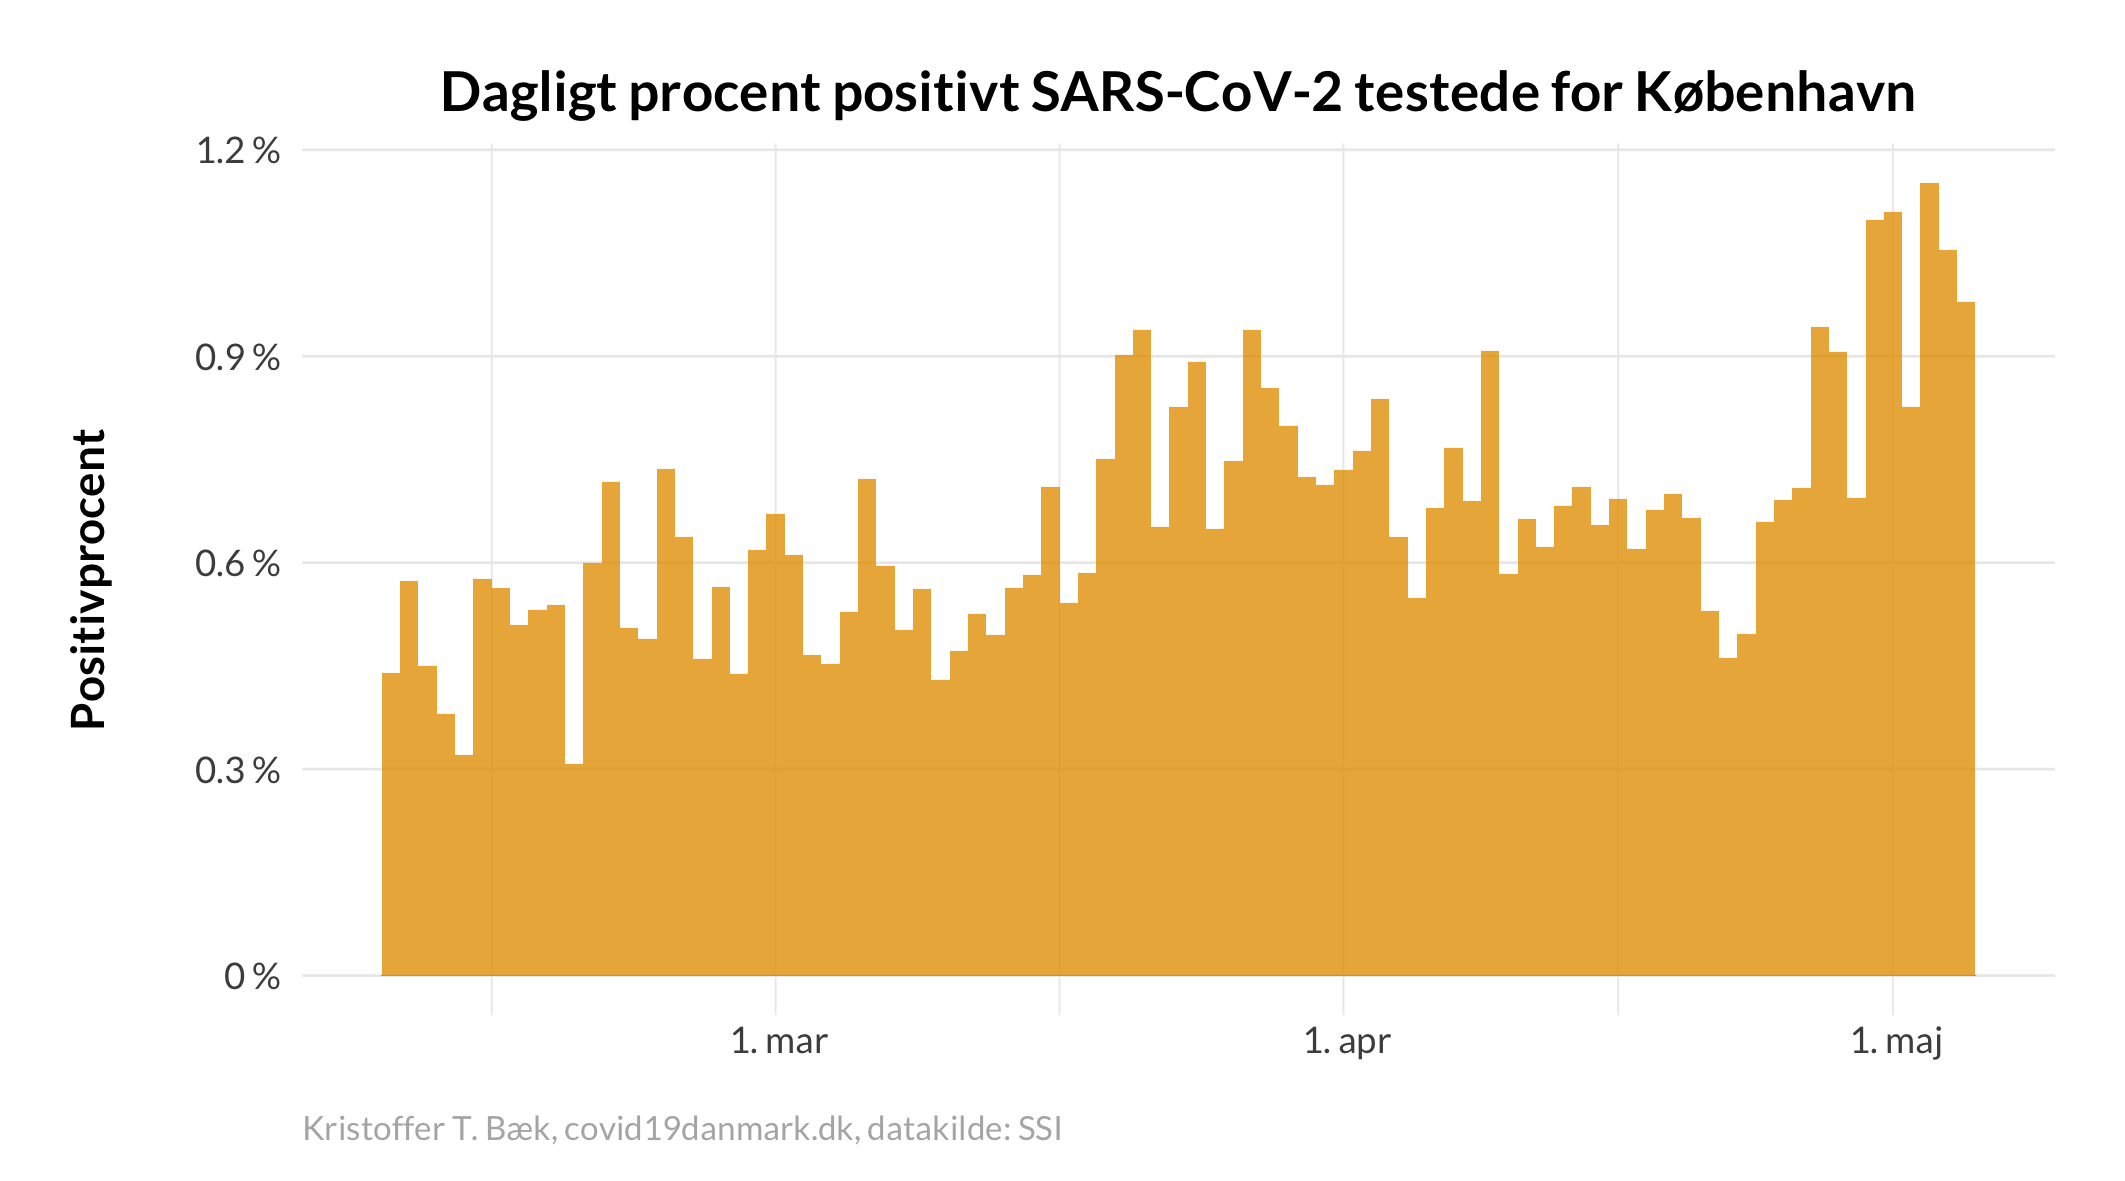 Dagligt procent positivt SARS-CoV-2 testede for København
1.2 %
0.9 %
0.6 %
0.3 %
0 %
Positivprocent
1. mar
1. apr
1. maj
Kristoffer T. Bæk, covid19danmark.dk, datakilde: SSI